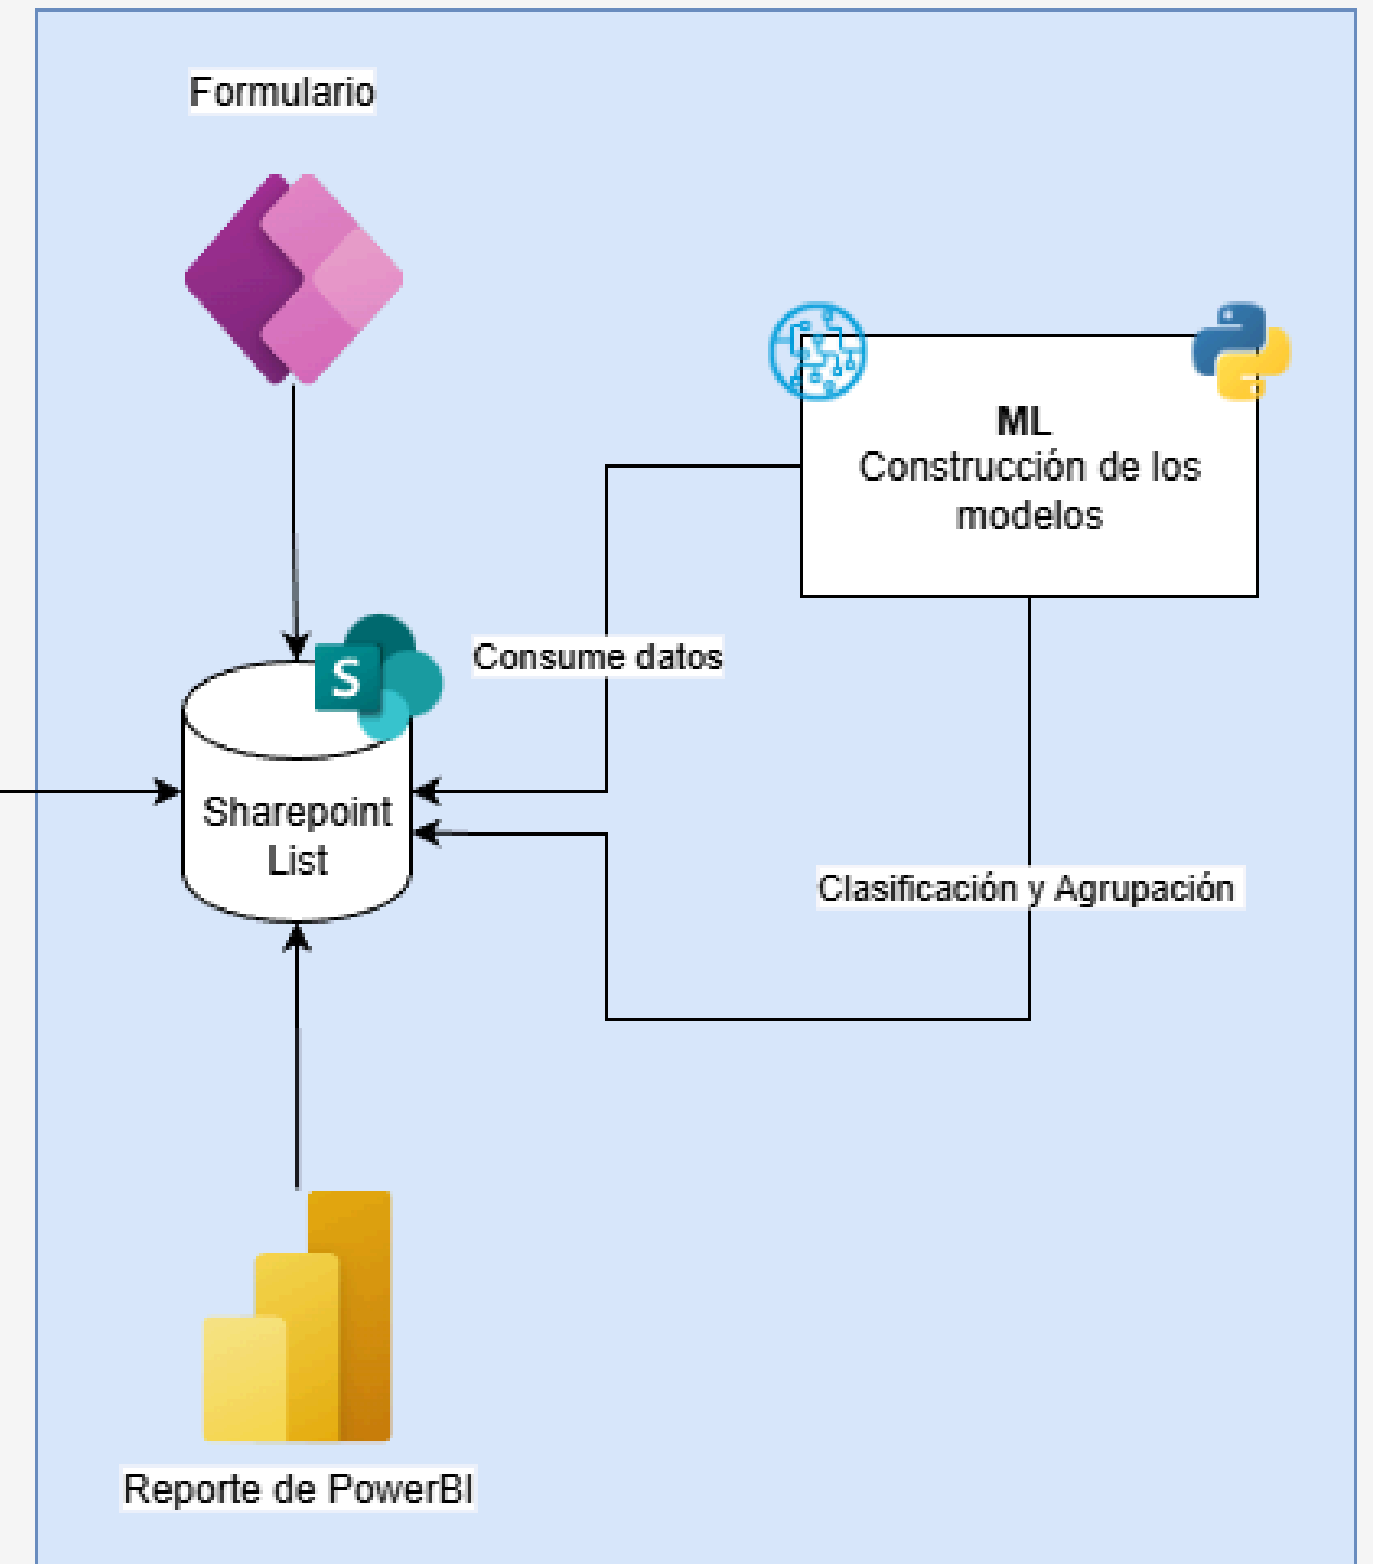 Formulario
ML
Construcción de los
modelos
Consume datos
S
Sharepoint
List
Clasificación y Agrupación
Reporte de PowerBI